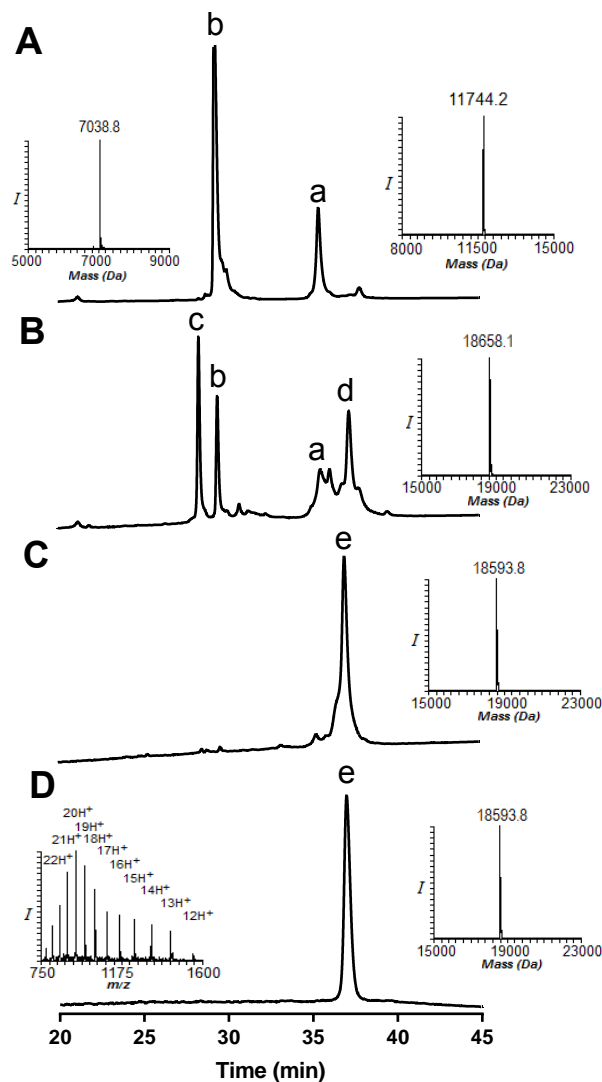 A
b
7038.8
I
5000 7000 9000
Mass (Da)
a
11744.2
I
8000 11500 15000
Mass (Da)
B
c
b
a
d
18658.1
I
15000 19000 23000
Mass (Da)
C
e
18593.8
I
15000 19000 23000
Mass (Da)
D
e
20H+
19H+
21H+ 18H+
22H+ 17H+
16H+
15H+
14H+
13H+
12H+
I
750 1175 1600
m/z
18593.8
I
15000 19000 23000
Mass (Da)
20 25 30 35 40 45
Time (min)